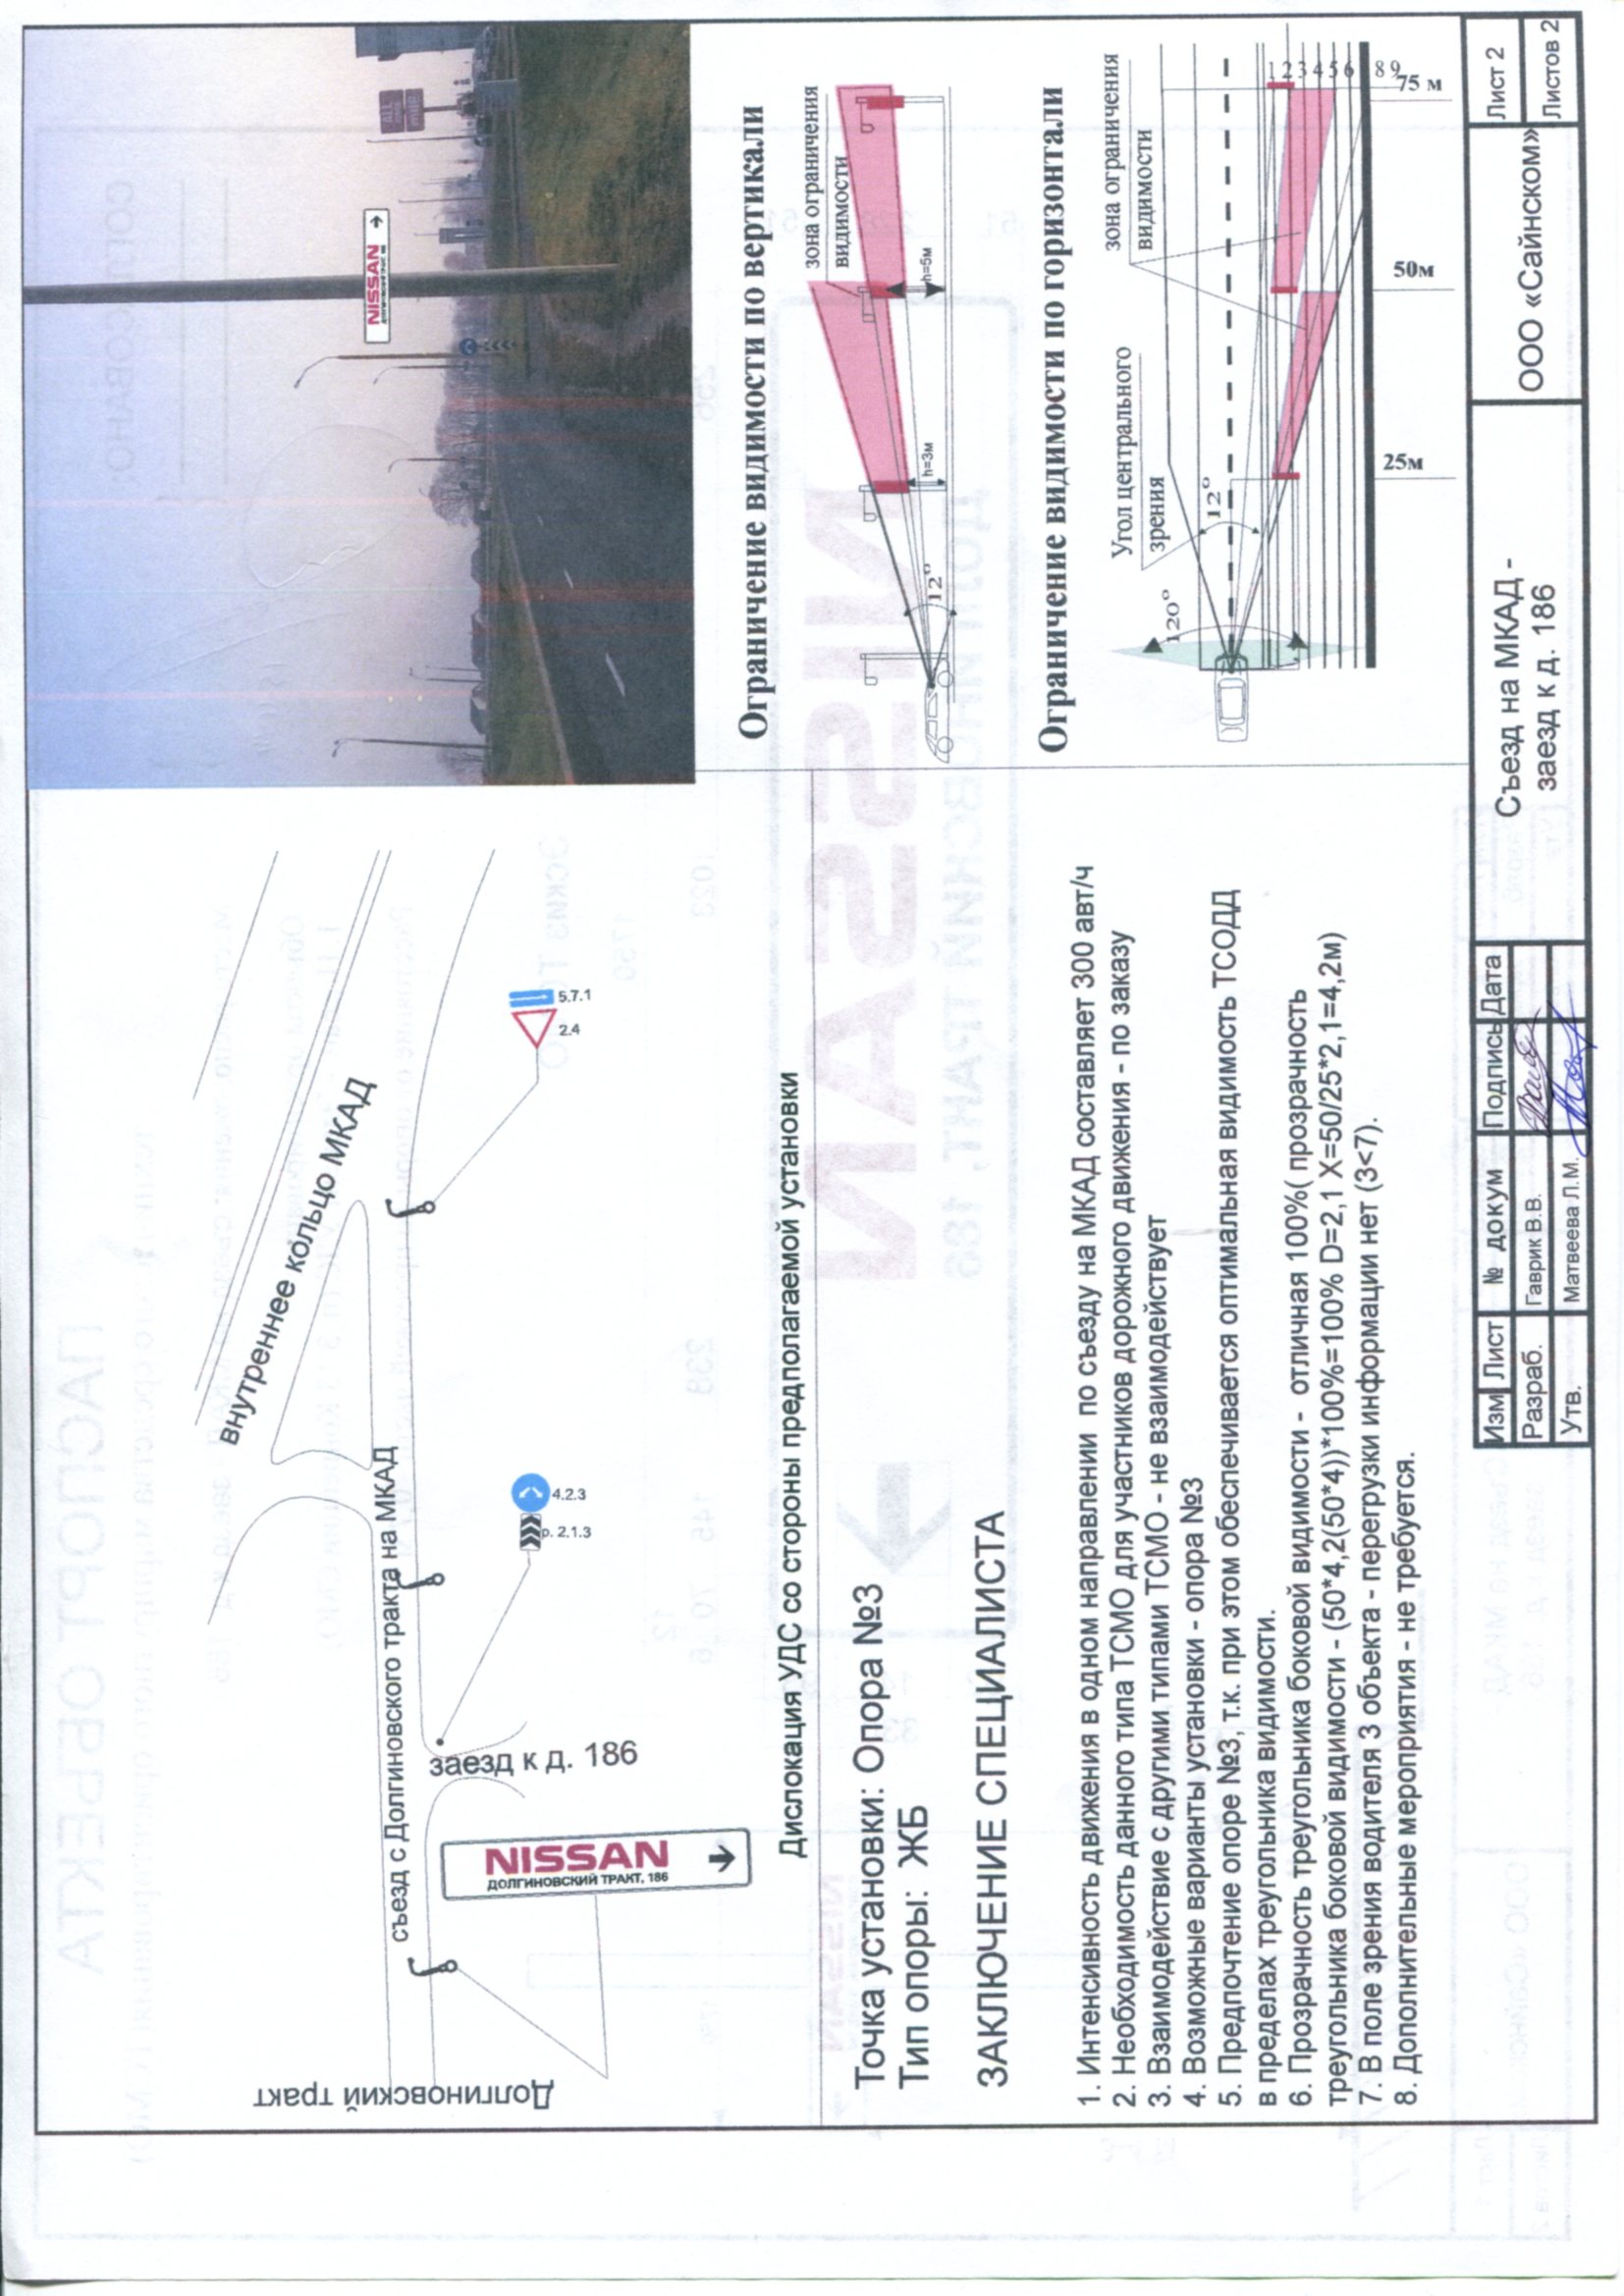 Долгиновский тракт
съезд с Долгиновского тракта на МКАД
внутреннее кольцо МКАД
NISSAN
ДОЛГИНОВСКИЙ ТРАКТ, 186
заезд к д. 186
4.2.3
р. 2.1.3
5.7.1
2.4
Дислокация УДС со стороны предполагаемой установки
NISSAN
Точка установки: Опора №3
Тип опоры: ЖБ
ЗАКЛЮЧЕНИЕ СПЕЦИАЛИСТА
1. Интенсивность движения в одном направлении по съезду на МКАД составляет 300 авт/ч
2. Необходимость данного типа ТСМО для участников дорожного движения - по заказу
3. Взаимодействие с другими типами ТСМО - не взаимодействует
4. Возможные варианты установки - опора №3
5. Предпочтение опоре №3, т.к. при этом обеспечивается оптимальная видимость ТСОДД
в пределах треугольника видимости.
6. Прозрачность треугольника боковой видимости - отличная 100%( прозрачность
треугольника боковой видимости - (50*4,2(50*4))*100%=100% D=2,1 X=50/25*2,1=4,2м)
7. В поле зрения водителя 3 объекта - перегрузки информации нет (3<7).
8. Дополнительные мероприятия - не требуется.
Ограничение видимости по вертикали
зона ограничения
видимости
12°
h=3м
h=5м
Ограничение видимости по горизонтали
Угол центрального
зрения
зона ограничения
видимости
120°
12°
1 2 3 4 5 6 8 9
25м
50м
75 м
Изм Лист № докум Подпись Дата
Разраб. Гаврик В.В.
Утв. Матвеева Л.М.
Съезд на МКАД -
заезд к д. 186
ООО «Сайнском»
Лист 2
Листов 2